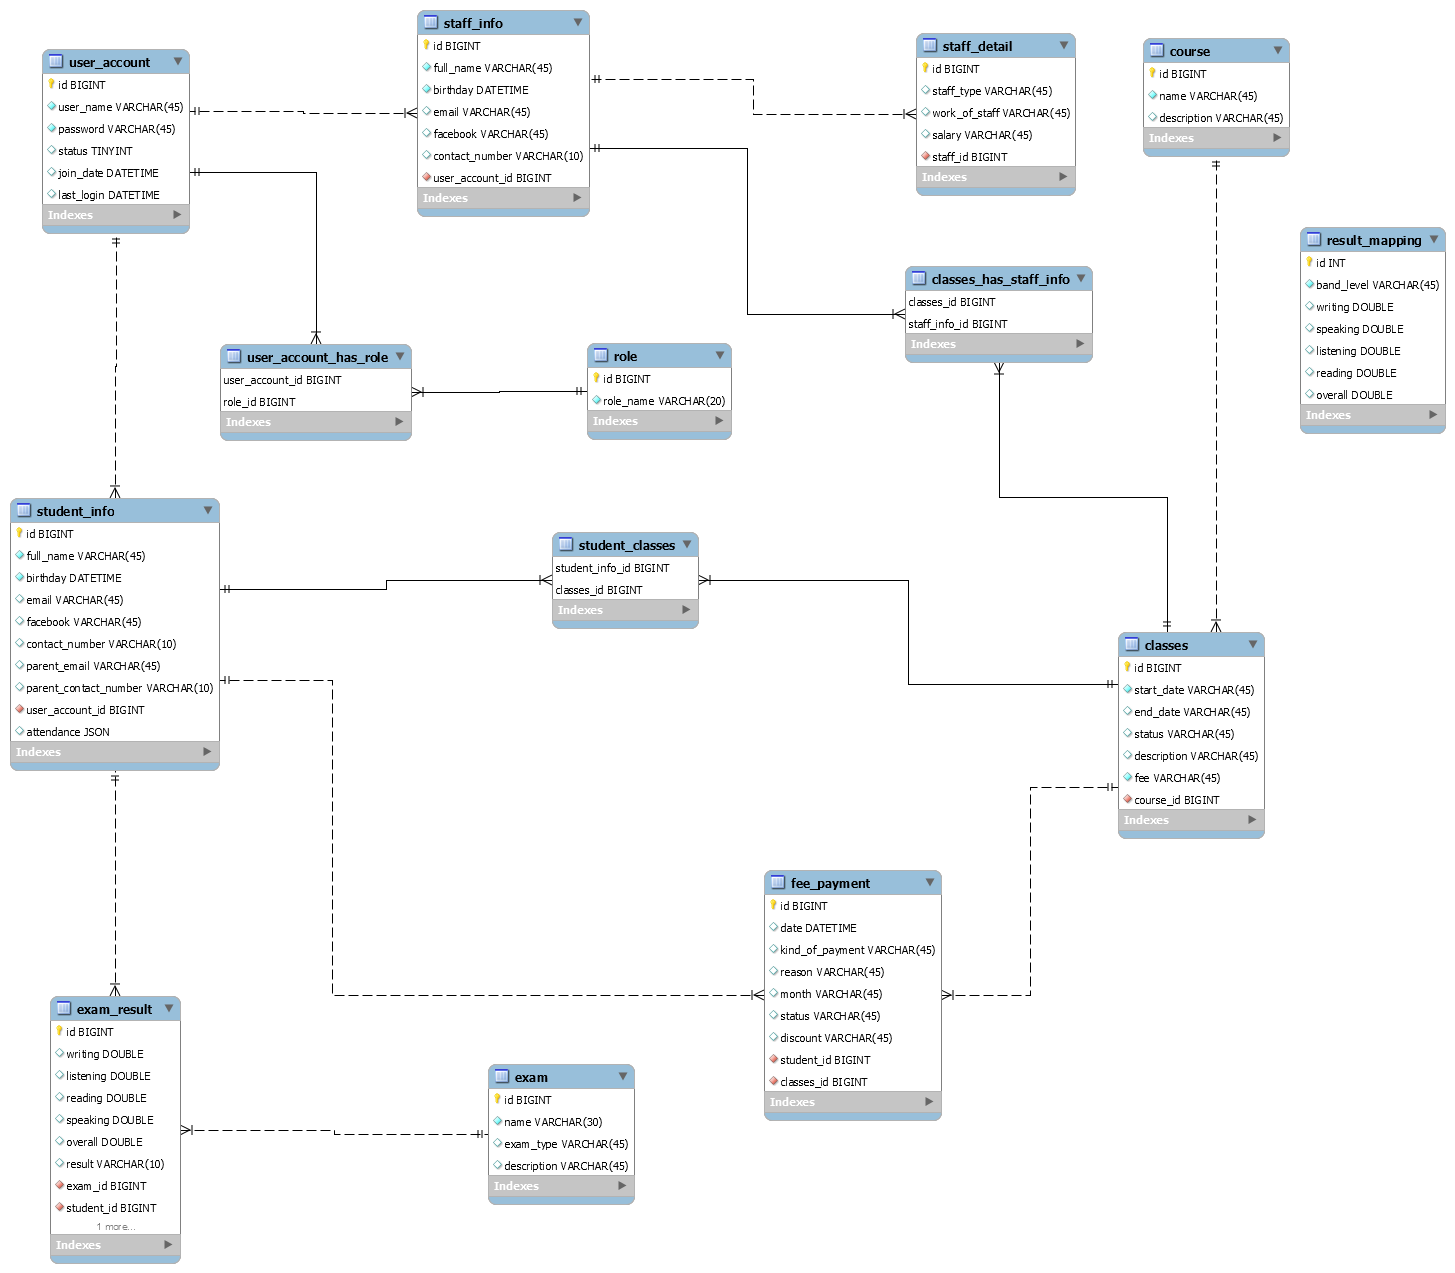 staff_info
id BIGINT
full_name VARCHAR(45)
birthday DATETIME
email VARCHAR(45)
facebook VARCHAR(45)
contact_number VARCHAR(10)
user_account_id BIGINT
Indexes
staff_detail
id BIGINT
staff_type VARCHAR(45)
work_of_staff VARCHAR(45)
salary VARCHAR(45)
staff_id BIGINT
Indexes
course
id BIGINT
name VARCHAR(45)
description VARCHAR(45)
Indexes
user_account
id BIGINT
user_name VARCHAR(45)
password VARCHAR(45)
status TINYINT
join_date DATETIME
last_login DATETIME
Indexes
result_mapping
id INT
band_level VARCHAR(45)
writing DOUBLE
speaking DOUBLE
listening DOUBLE
reading DOUBLE
overall DOUBLE
Indexes
classes_has_staff_info
classes_id BIGINT
staff_info_id BIGINT
Indexes
user_account_has_role
user_account_id BIGINT
role_id BIGINT
Indexes
role
id BIGINT
role_name VARCHAR(20)
Indexes
student_info
id BIGINT
full_name VARCHAR(45)
birthday DATETIME
email VARCHAR(45)
facebook VARCHAR(45)
contact_number VARCHAR(10)
parent_email VARCHAR(45)
parent_contact_number VARCHAR(10)
user_account_id BIGINT
attendance JSON
Indexes
student_classes
student_info_id BIGINT
classes_id BIGINT
Indexes
classes
id BIGINT
start_date VARCHAR(45)
end_date VARCHAR(45)
status VARCHAR(45)
description VARCHAR(45)
fee VARCHAR(45)
course_id BIGINT
Indexes
fee_payment
id BIGINT
date DATETIME
kind_of_payment VARCHAR(45)
reason VARCHAR(45)
month VARCHAR(45)
status VARCHAR(45)
discount VARCHAR(45)
student_id BIGINT
classes_id BIGINT
Indexes
exam_result
id BIGINT
writing DOUBLE
listening DOUBLE
reading DOUBLE
speaking DOUBLE
overall DOUBLE
result VARCHAR(10)
exam_id BIGINT
student_id BIGINT
1 more...
Indexes
exam
id BIGINT
name VARCHAR(30)
exam_type VARCHAR(45)
description VARCHAR(45)
Indexes